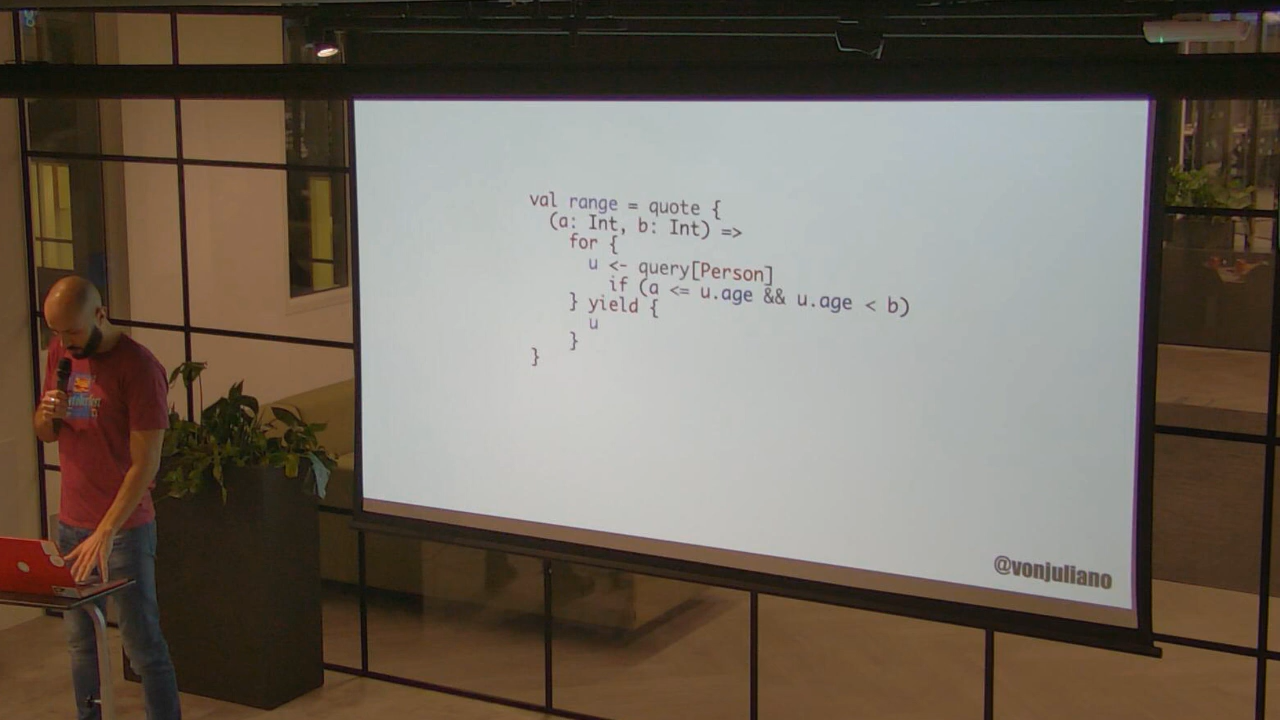 val range = quote {
(a: Int, b: Int) =>
for {
u <- query[Person]
if (a <= u.age && u.age < b)
} yield {
u
}
}
@vonjuliano